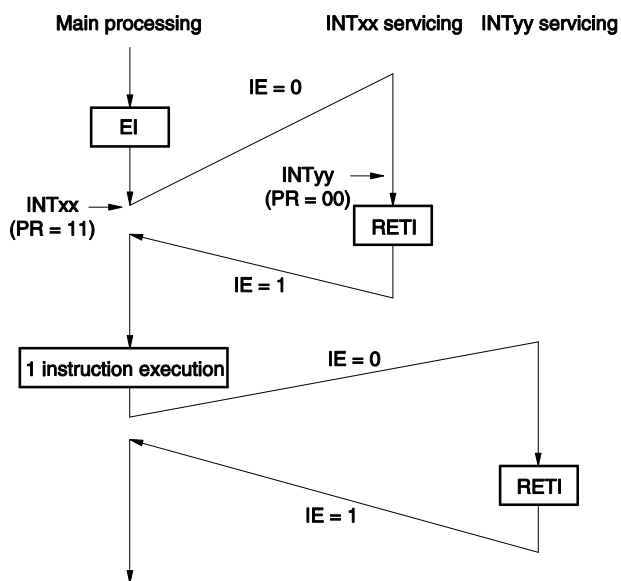 Main processing
INTxx servicing
INTyy servicing
IE = 0
EI
INTyy
(PR = 00)
INTxx
(PR = 11)
RETI
IE = 1
1 instruction execution
IE = 0
RETI
IE = 1